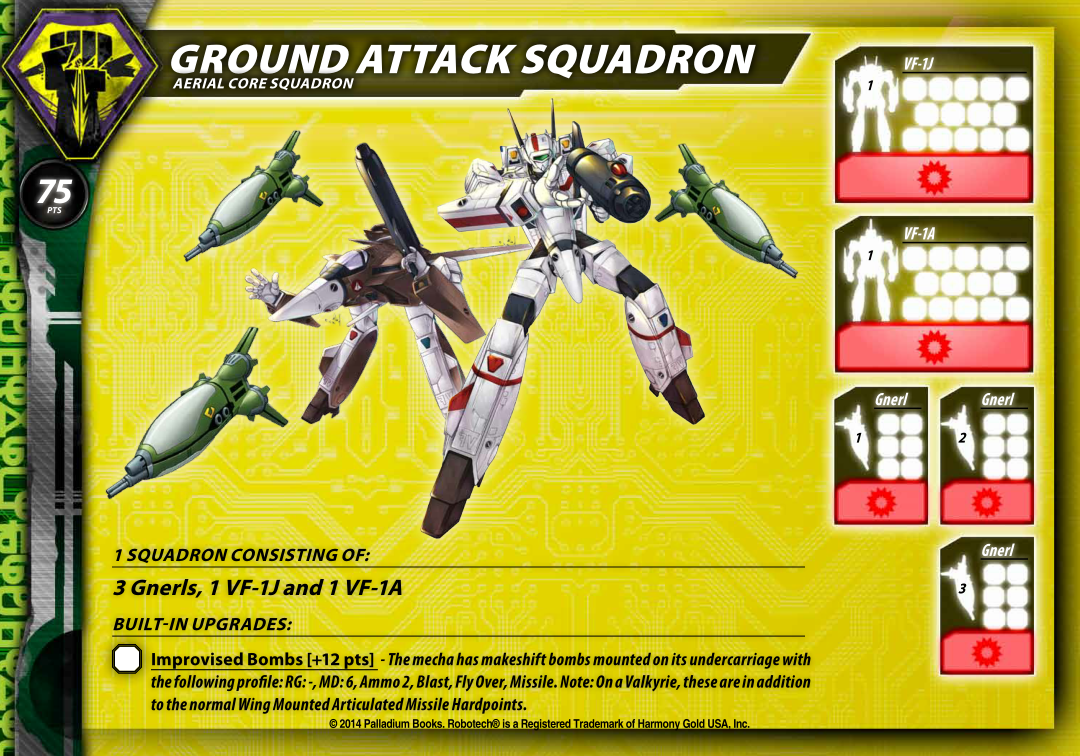 GROUND ATTACK SQUADRON
AERIAL CORE SQUADRON
75
PTS
VF-1J
1
VF-1A
1
Gnerl
1
Gnerl
2
Gnerl
3
1 SQUADRON CONSISTING OF:
3 Gnerls, 1 VF-1J and 1 VF-1A
BUILT-IN UPGRADES:
Improvised Bombs [+12 pts] - The mecha has makeshift bombs mounted on its undercarriage with
the following profile: RG: -, MD: 6, Ammo 2, Blast, Fly Over, Missile. Note: On a Valkyrie, these are in addition
to the normal Wing Mounted Articulated Missile Hardpoints.
© 2014 Palladium Books. Robotech® is a Registered Trademark of Harmony Gold USA, Inc.